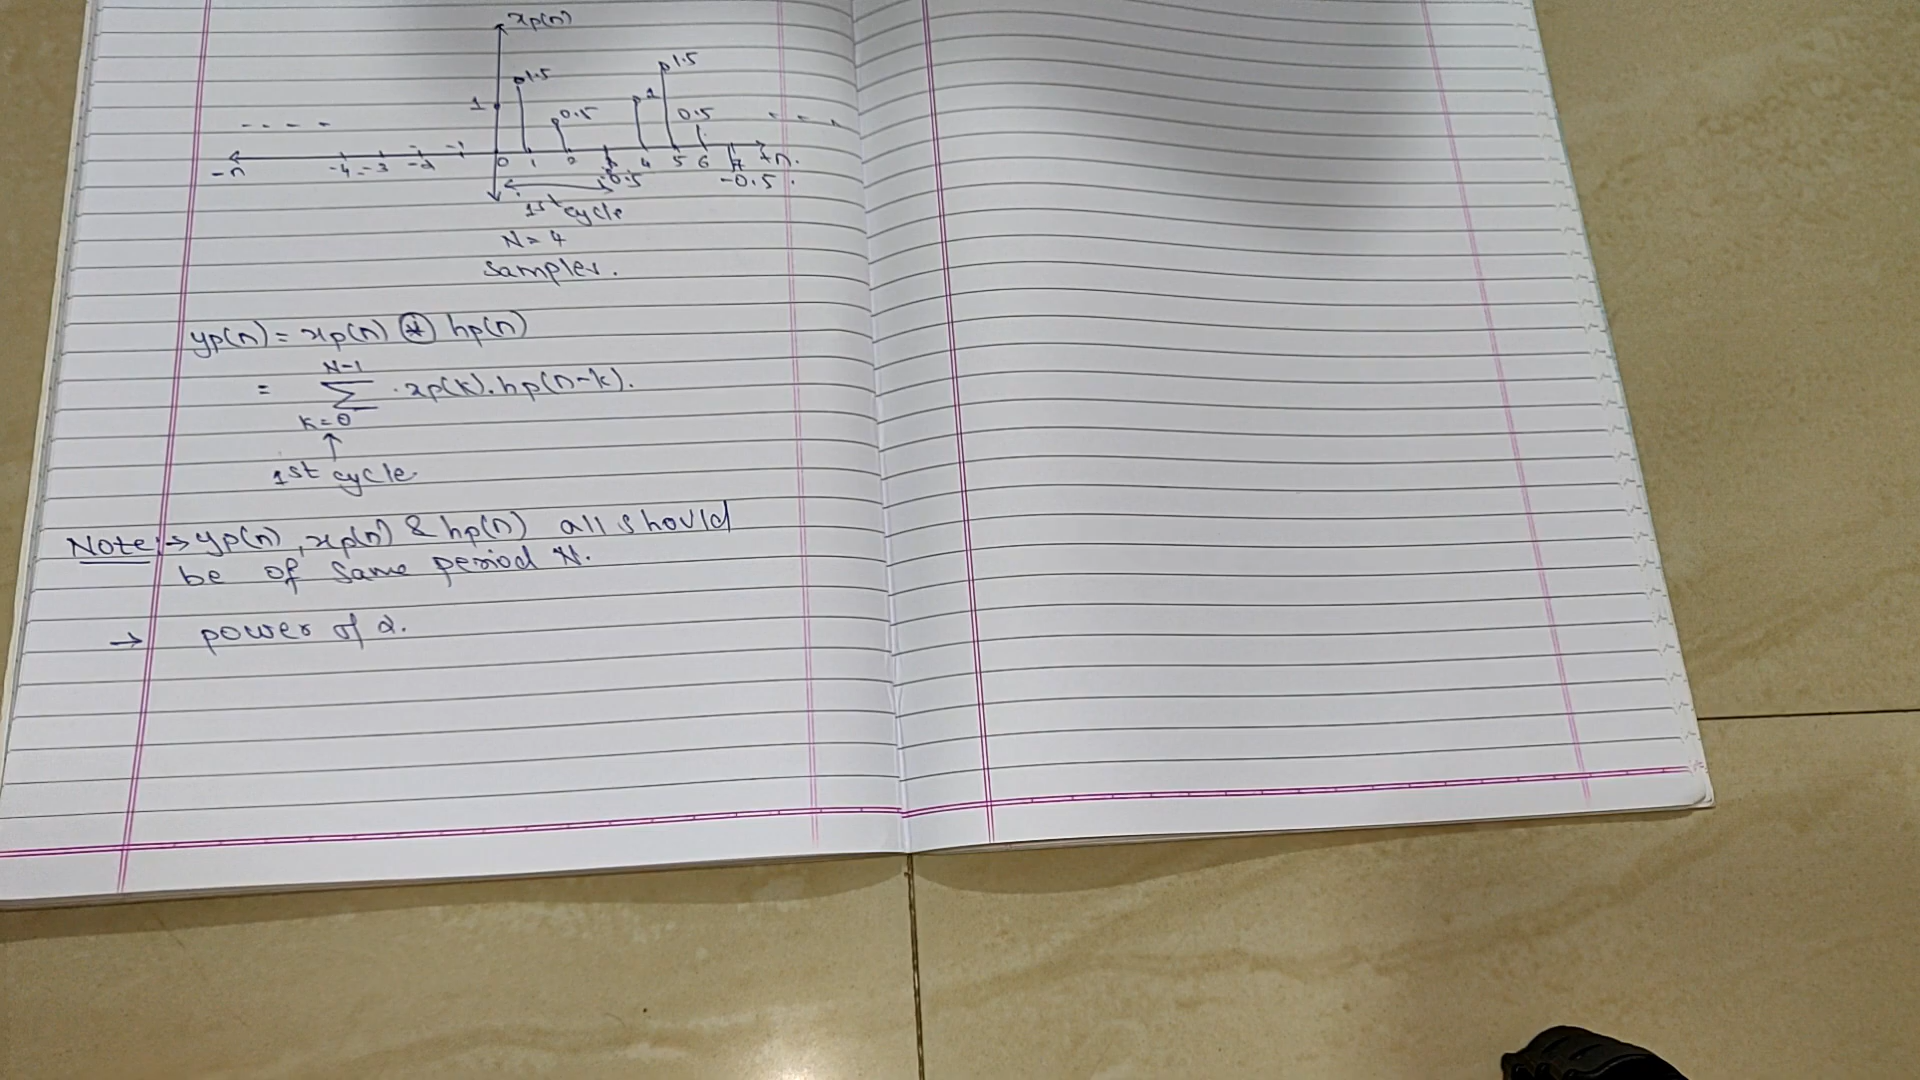 xp(n)
1.5
1.5
1
1
0.5
0.5
- - - -
- - -
-n
-4 -3 -2 -1 0 1 2 4 5 6 7 +n.
-0.5
-0.5.
1st cycle
N = 4
samples.
yp(n) = xp(n) ⊛ hp(n)
N-1
= Σ . xp(k). hp(n-k).
k=0
↑
1st cycle.
Note :→ yp(n), xp(n) & hp(n) all should
be of same period N.
→ power of 2.